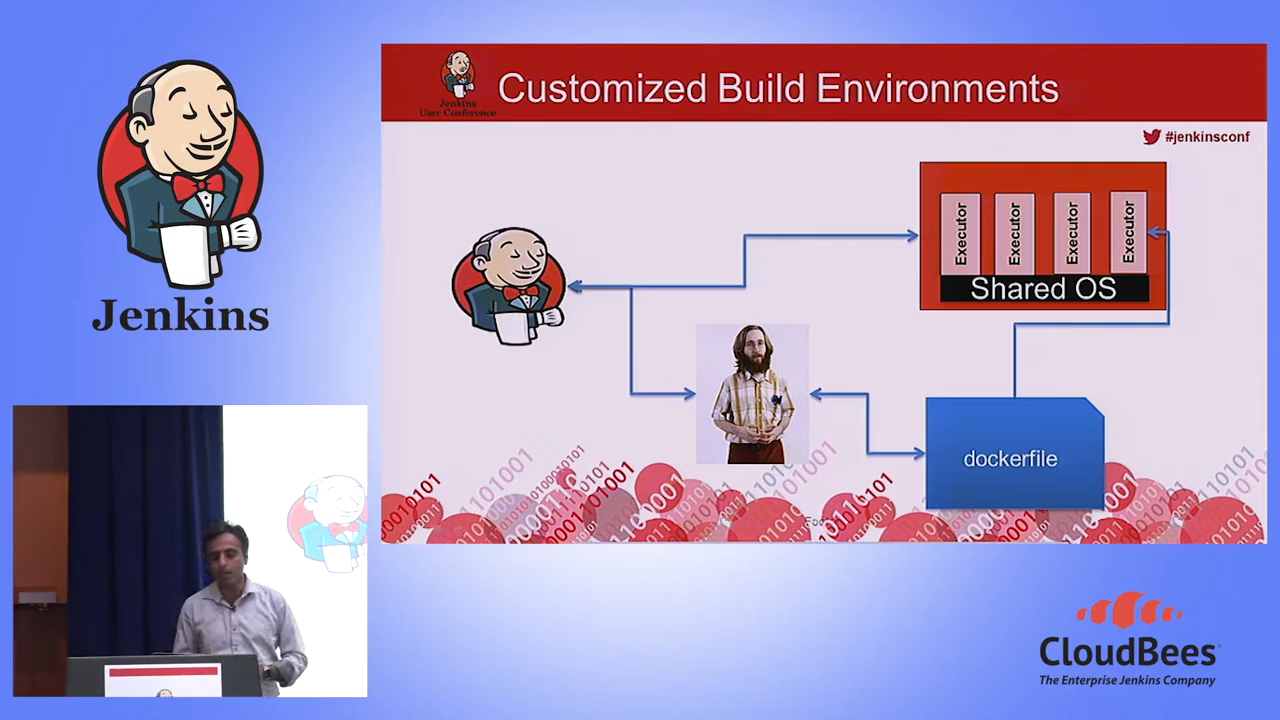 Jenkins
Jenkins
User Conference
Customized Build Environments
#jenkinsconf
Executor
Executor
Executor
Executor
Shared OS
dockerfile
CloudBees
The Enterprise Jenkins Company